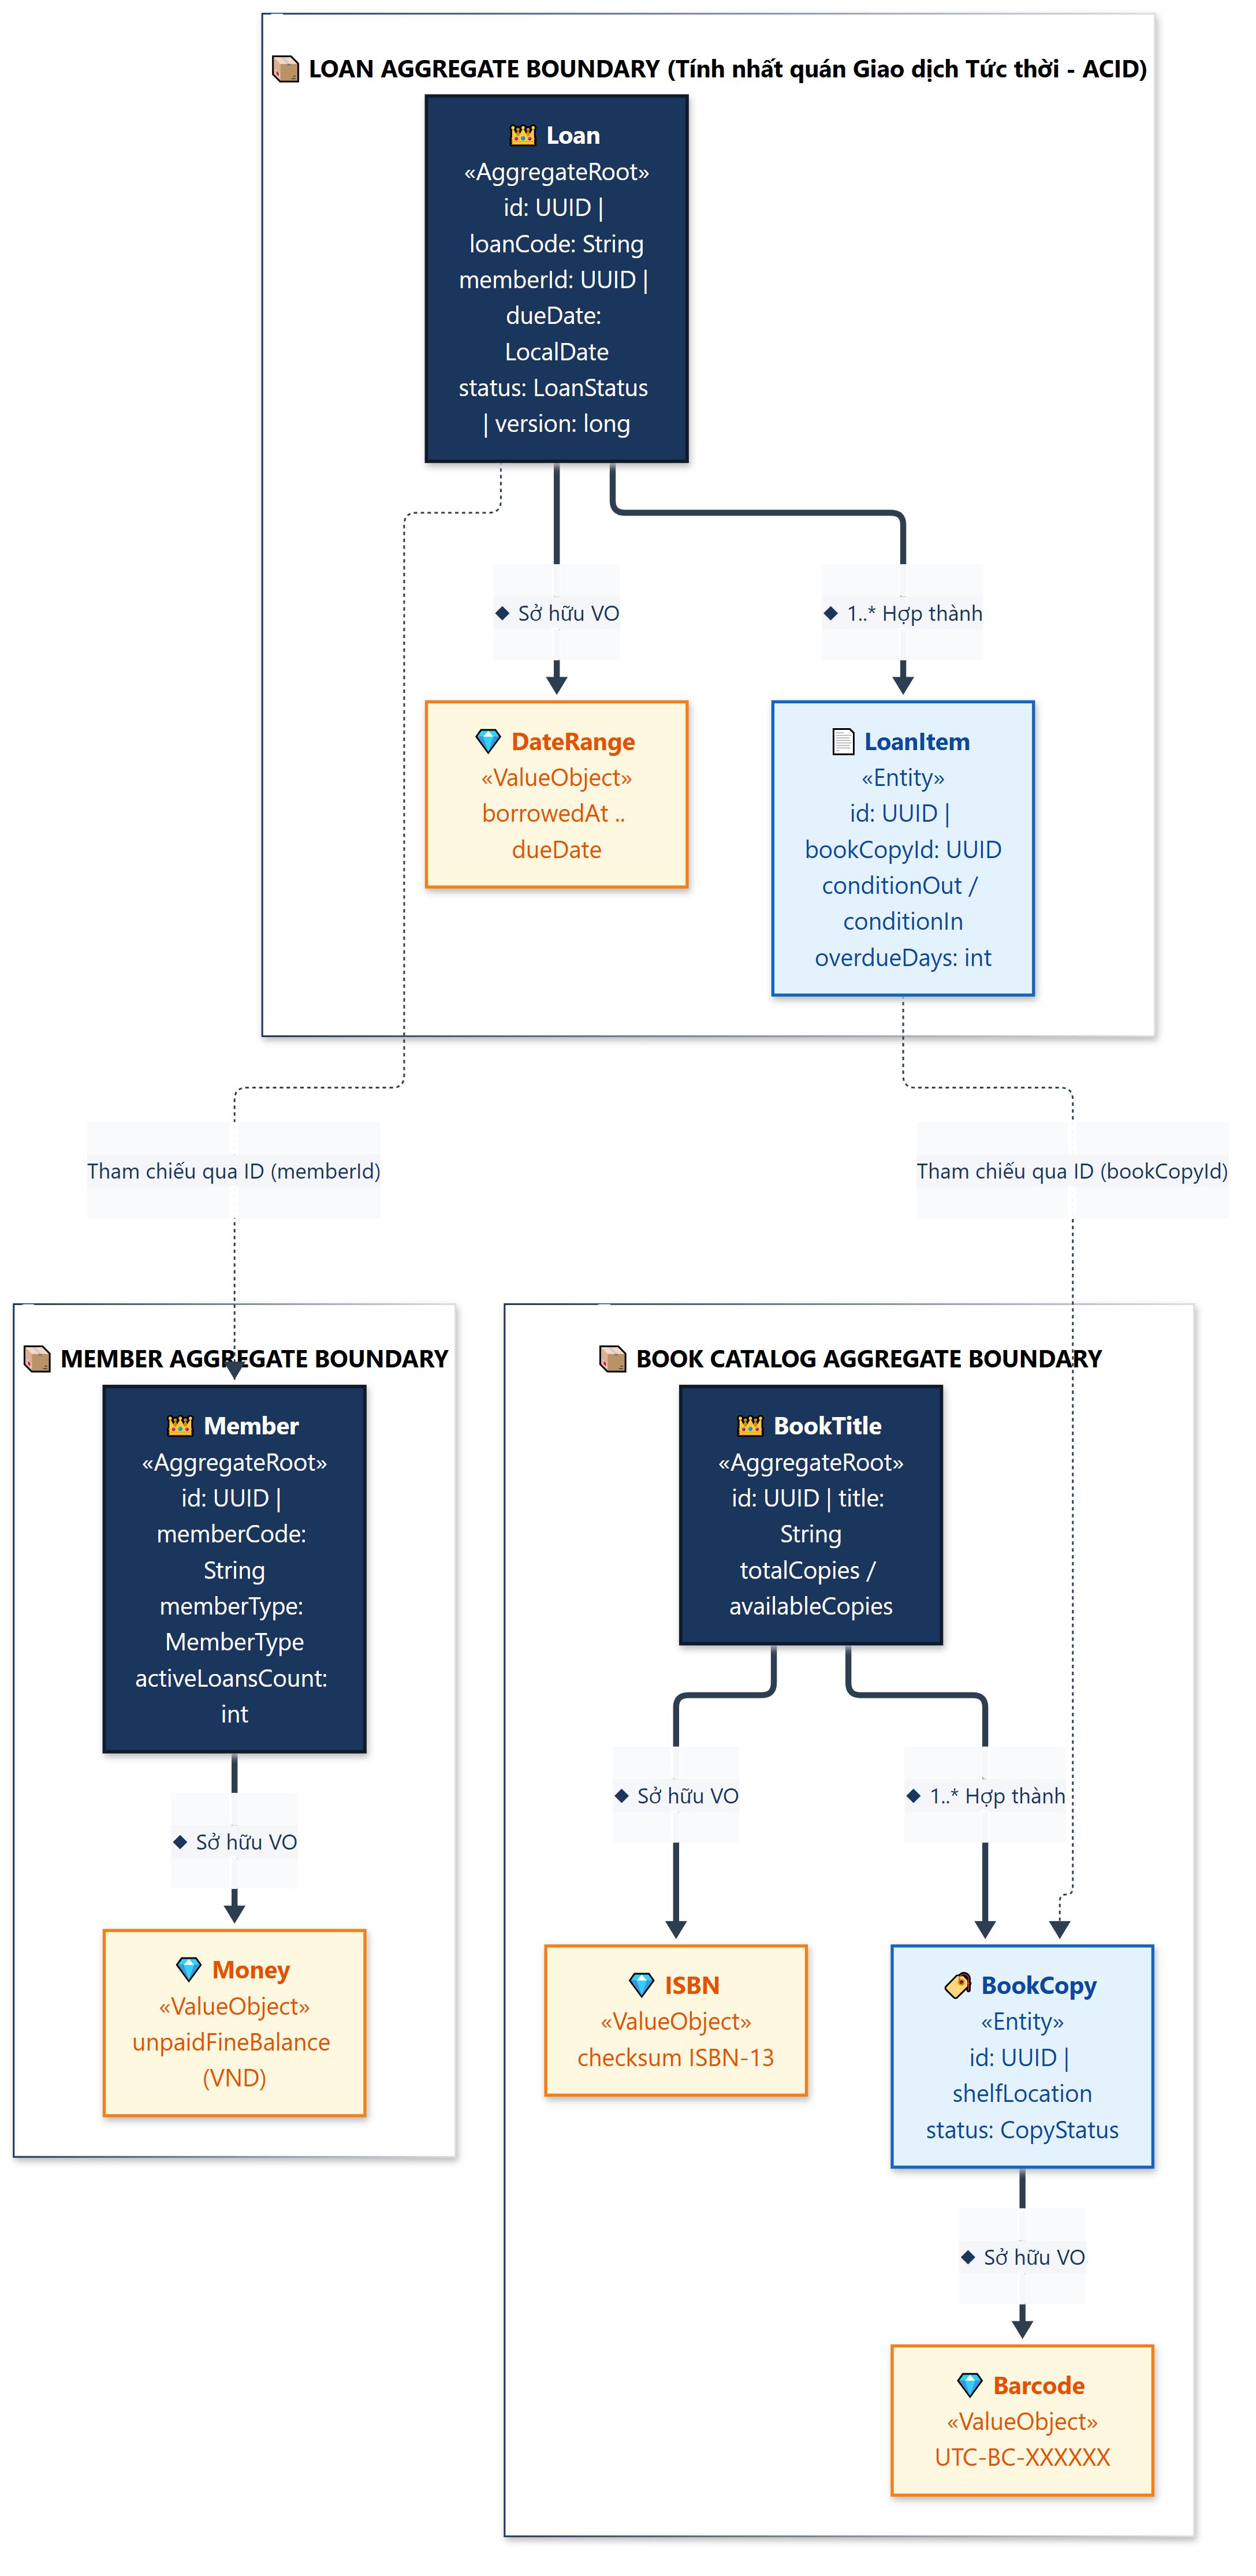 LOAN AGGREGATE BOUNDARY (Tính nhất quán Giao dịch Tức thời - ACID)
Loan
«AggregateRoot»
id: UUID |
loanCode: String
memberId: UUID |
dueDate:
LocalDate
status: LoanStatus
| version: long
◆ Sở hữu VO
◆ 1..* Hợp thành
DateRange
«ValueObject»
borrowedAt ..
dueDate
LoanItem
«Entity»
id: UUID |
bookCopyId: UUID
conditionOut /
conditionIn
overdueDays: int
Tham chiếu qua ID (memberId)
Tham chiếu qua ID (bookCopyId)
MEMBER AGGREGATE BOUNDARY
Member
«AggregateRoot»
id: UUID |
memberCode:
String
memberType:
MemberType
activeLoansCount:
int
◆ Sở hữu VO
Money
«ValueObject»
unpaidFineBalance
(VND)
BOOK CATALOG AGGREGATE BOUNDARY
BookTitle
«AggregateRoot»
id: UUID | title:
String
totalCopies /
availableCopies
◆ Sở hữu VO
◆ 1..* Hợp thành
ISBN
«ValueObject»
checksum ISBN-13
BookCopy
«Entity»
id: UUID |
shelfLocation
status: CopyStatus
◆ Sở hữu VO
Barcode
«ValueObject»
UTC-BC-XXXXXX